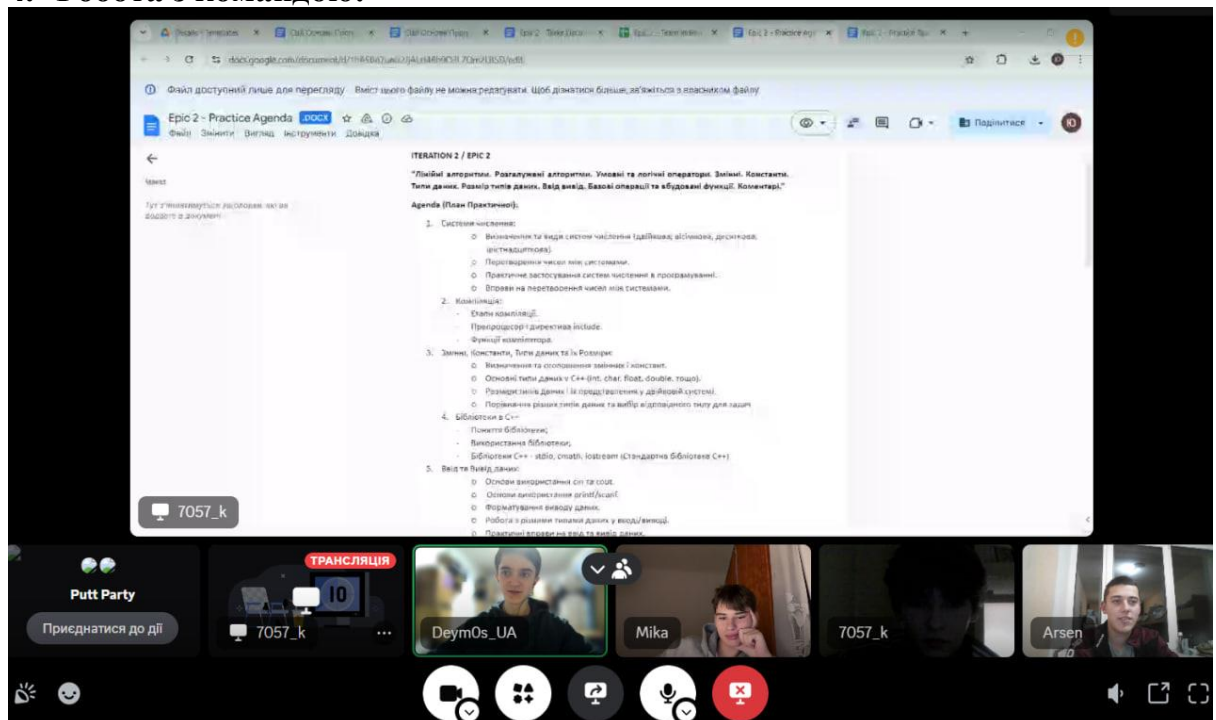 4. Робота з командою:
Файл доступний лише для перегляду Вміст цього файлу не можна редагувати. Щоб дізнатися більше, зв'яжіться з власником файлу
Epic 2 - Practice Agenda .DOCX
Файл Змінити Вигляд Інструменти Довідка
Поділитися
Ю
ITERATION 2 / EPIC 2
"Лінійні алгоритми. Розгалужені алгоритми. Умовні та логічні оператори. Змінні. Константи.
Типи даних. Розмір типів даних. Ввід вивід. Базові операції та вбудовані функції. Коментарі."
Agenda (План Практичної):
1. Системи числення:
o Визначення та види систем числення (двійкова, вісімкова, десяткова,
шістнадцяткова)
o Перетворення чисел між системами.
o Практичне застосування систем числення в програмуванні.
o Вправи на перетворення чисел між системами.
2. Компіляція:
- Етапи компіляції.
- Препроцесор і директива include.
- Функції компілятора.
3. Змінні, Константи, Типи даних та їх Розміри:
o Визначення та оголошення змінних і констант.
o Основні типи даних у C++ (int, char, float, double, тощо).
o Розміри типів даних і їх представлення у двійковій системі.
o Порівняння різних типів даних та вибір відповідного типу для задач
4. Бібліотеки в C++
- Поняття бібліотеки;
- Використання бібліотеки;
- Бібліотеки C++ - stdio, cmath, iostream (Стандартна бібліотека C++)
5. Ввід та Вивід даних:
o Основи використання cin та cout.
o Основи використання printf/scanf.
o Форматування виводу даних.
o Робота з різними типами даних у вводі/виводі.
o Практичні вправи на ввід та вивід даних.
7057_k
Putt Party
Приєднатися до дії
ТРАНСЛЯЦІЯ
7057_k
Deym0s_UA
Mika
7057_k
Arsen